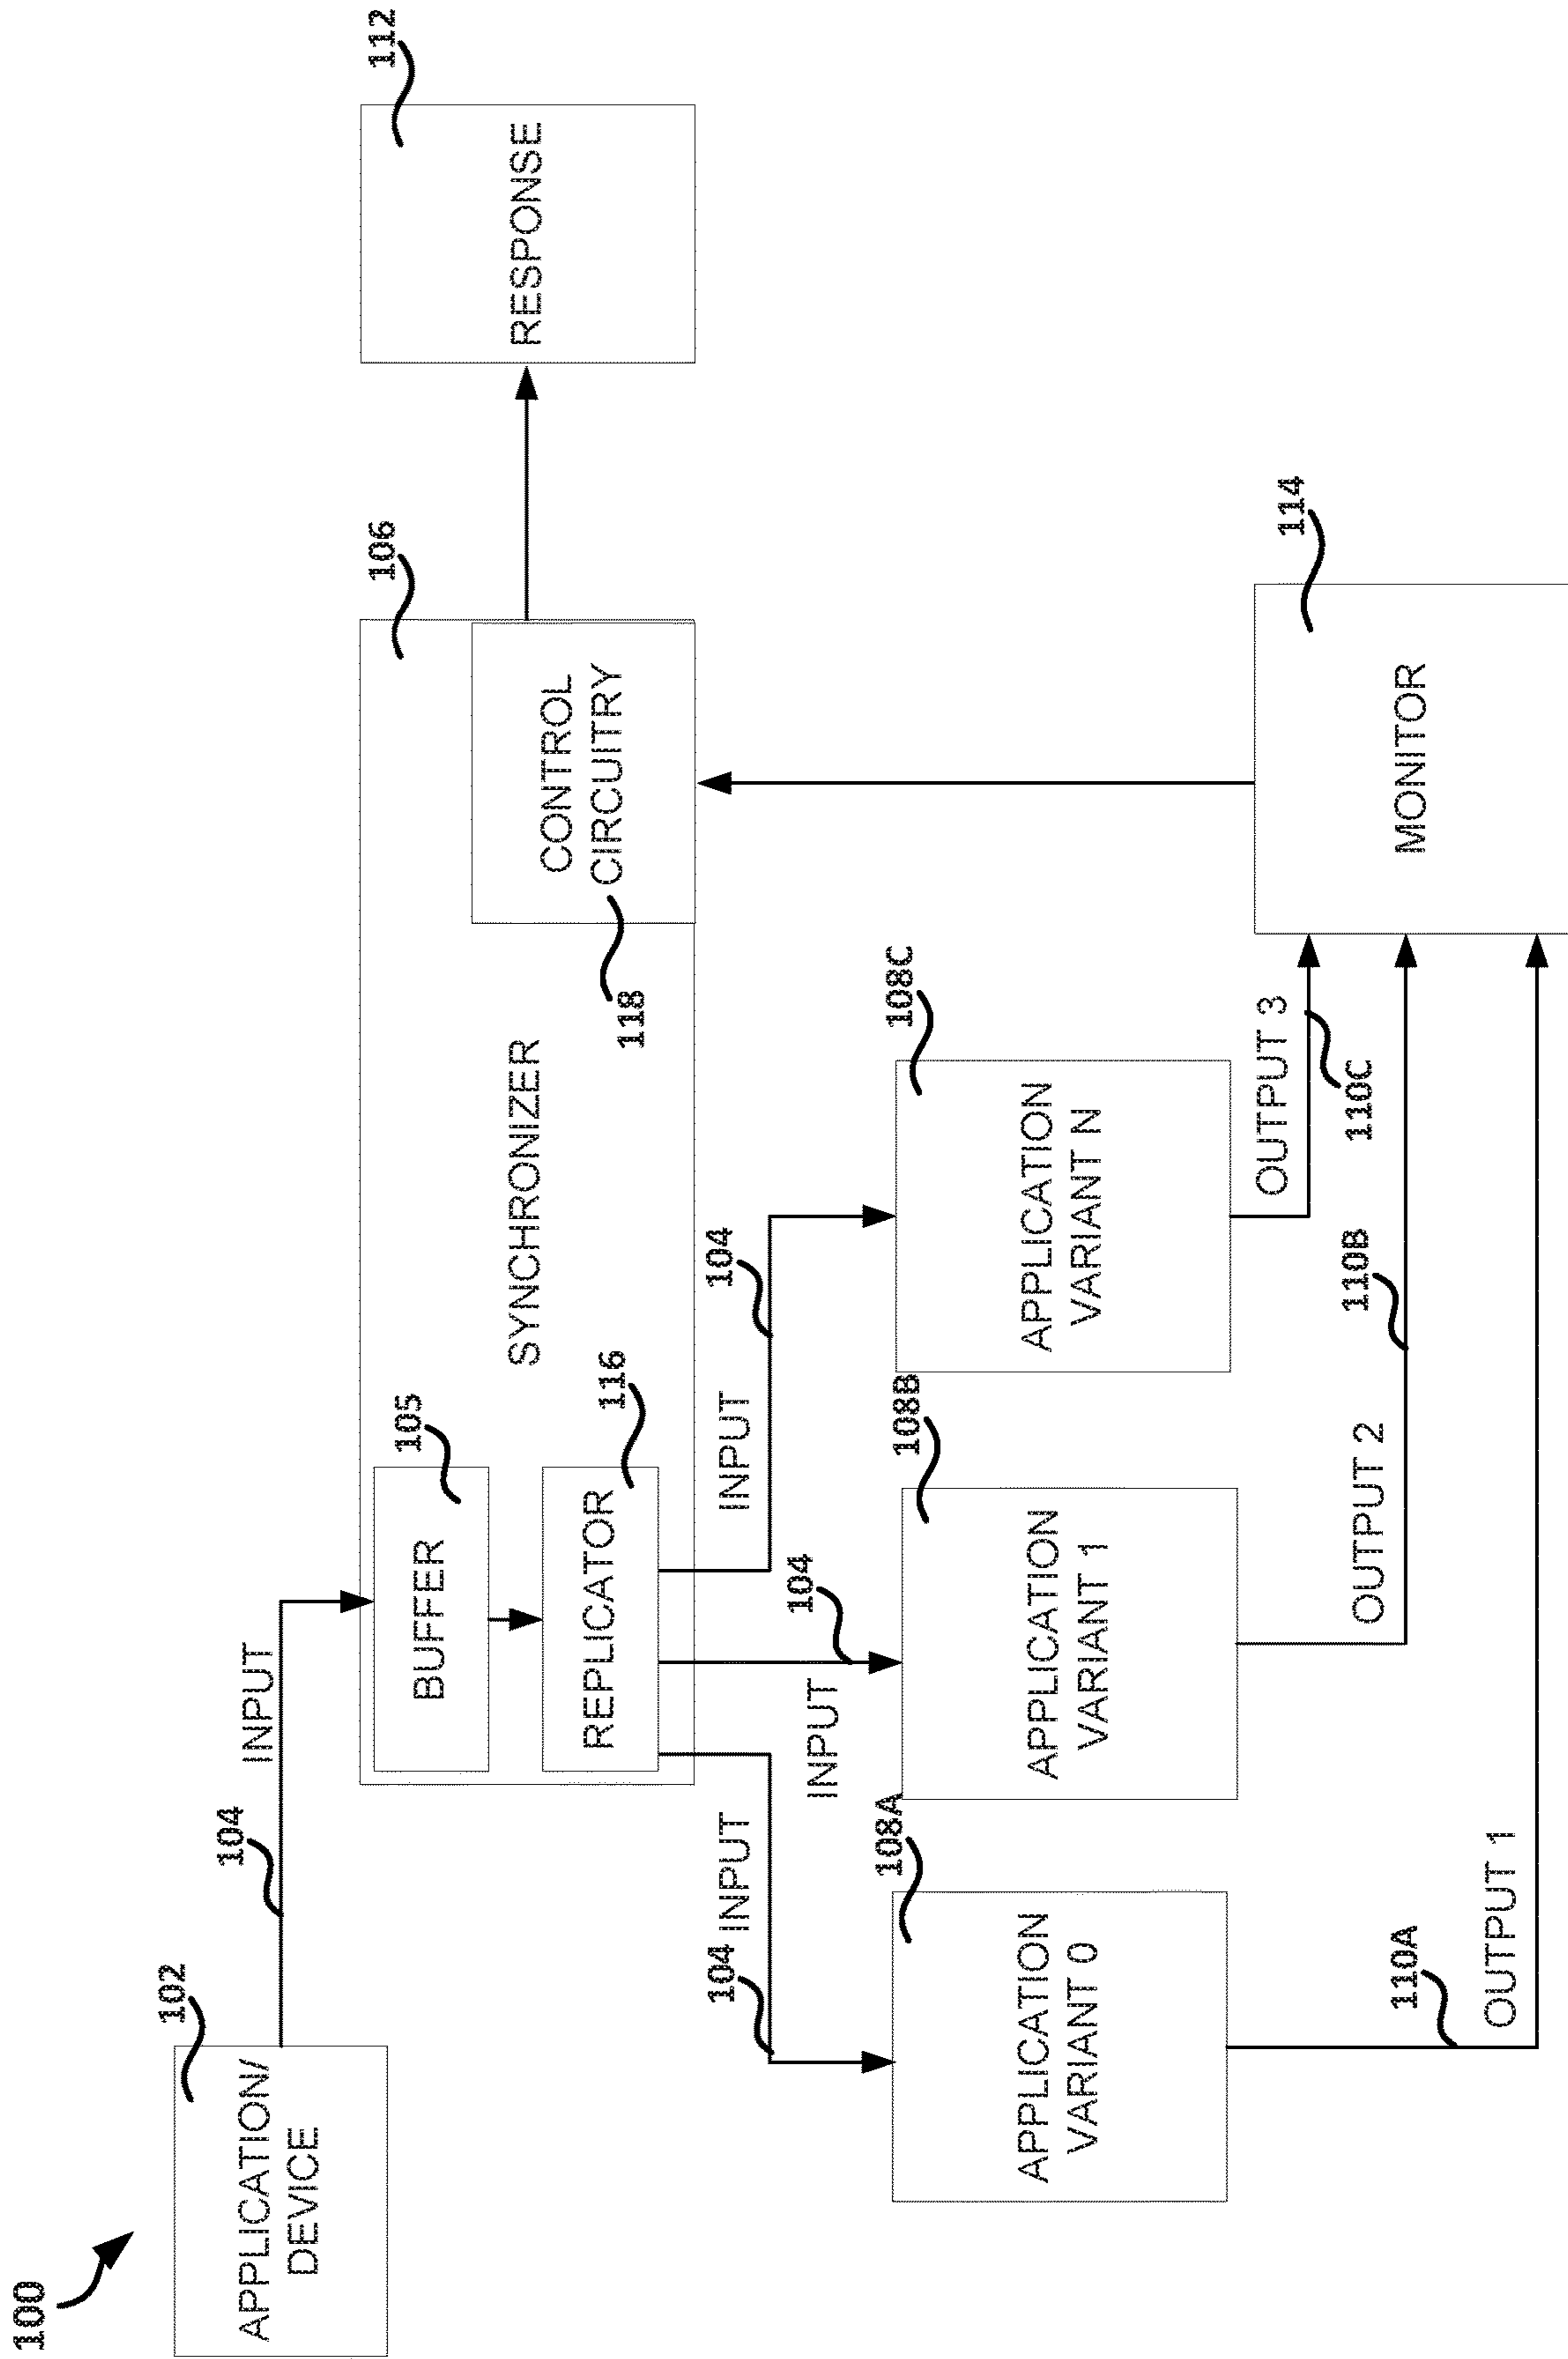 100
102
APPLICATION/
DEVICE
104
INPUT
105
BUFFER
116
REPLICATOR
SYNCHRONIZER
106
118
CONTROL
CIRCUITRY
112
RESPONSE
104
INPUT
104
INPUT
104
INPUT
108A
APPLICATION
VARIANT 0
108B
APPLICATION
VARIANT 1
108C
APPLICATION
VARIANT N
110A
OUTPUT 1
110B
OUTPUT 2
110C
OUTPUT 3
114
MONITOR